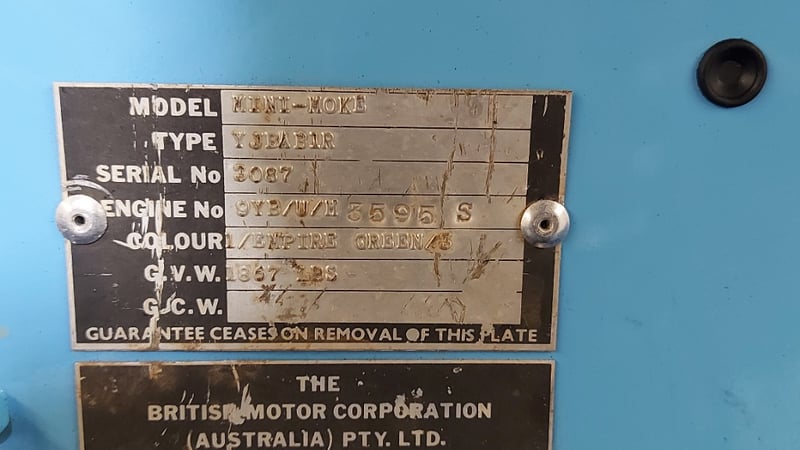 MODEL MINI-MOKE
TYPE YJBAB1R
SERIAL No 3087
ENGINE No 9YB/U/H 3595 S
COLOUR 1/EMPIRE GREEN/3
G.V.W. 1867 LBS
G.C.W.
GUARANTEE CEASES ON REMOVAL OF THIS PLATE
THE
BRITISH MOTOR CORPORATION
(AUSTRALIA) PTY. LTD.